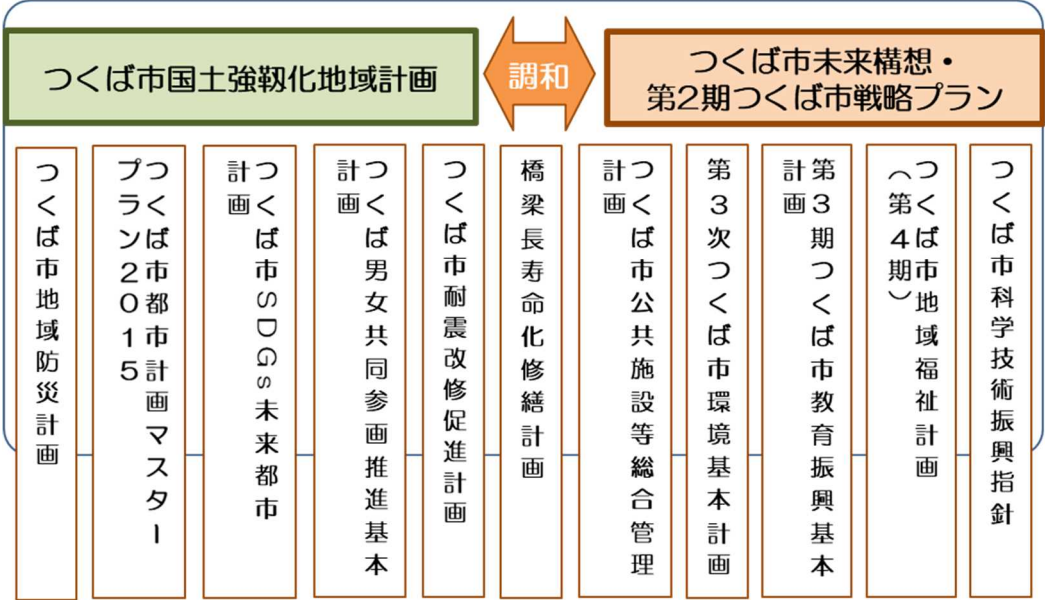 つくば市国土強靱化地域計画
調和
つくば市未来構想・
第2期つくば市戦略プラン
つくば市地域防災計画
つくば市都市計画マスター
プラン2015
つくば市SDGs未来都市
計画
つくば男女共同参画推進基本
計画
つくば市耐震改修促進計画
橋梁長寿命化修繕計画
つくば市公共施設等総合管理
計画
第3次つくば市環境基本計画
第3期つくば市教育振興基本
計画
つくば市地域福祉計画
(第4期)
つくば市科学技術振興指針